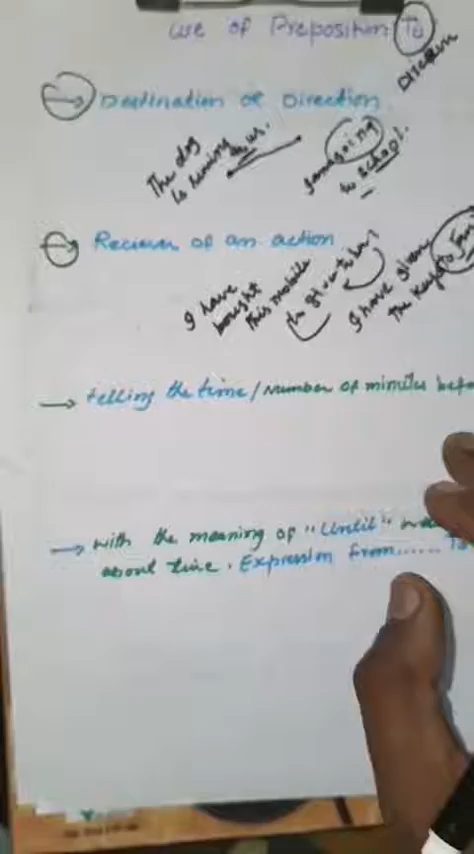 Use of Preposition To
Direction
Destination or Direction
The dog
is running to us.
I am going
to school.
Reciever of an action
I have
bought
this mobile
to give to her
I have given
the keys to
telling the time/Number of minutes befo
with the meaning of "Until"
about time. Expression from...... To